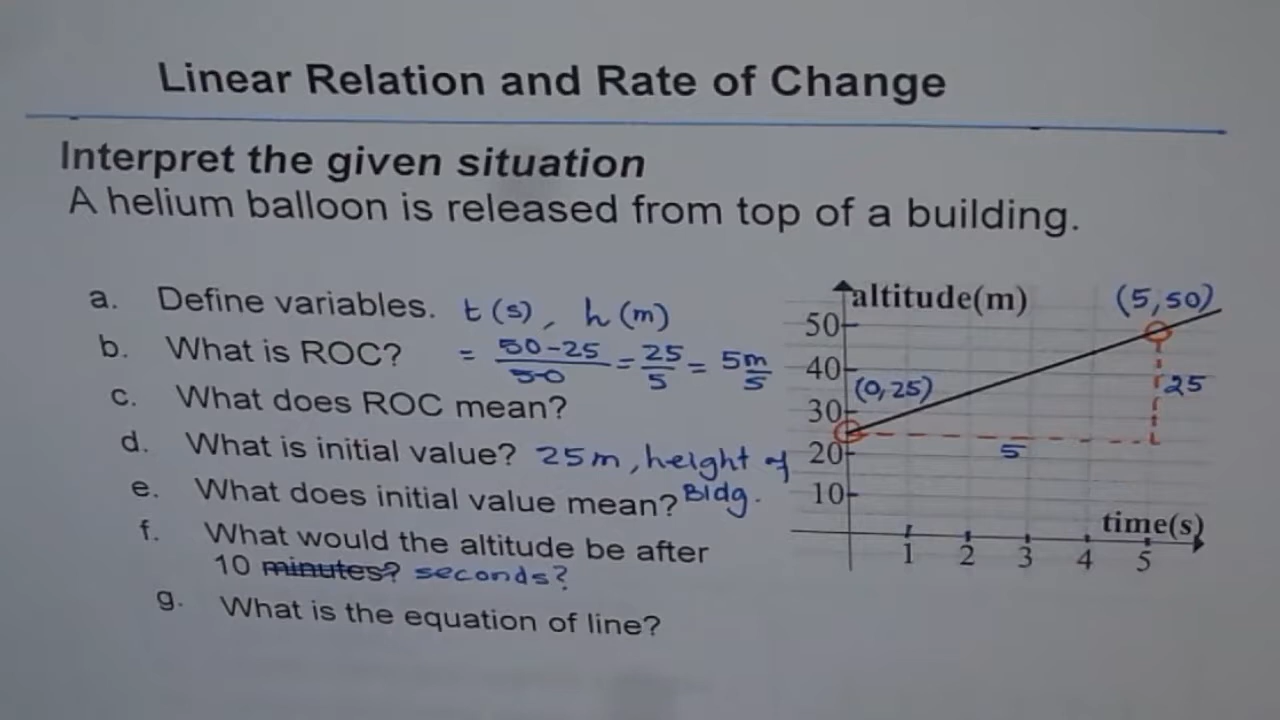 Linear Relation and Rate of Change
Interpret the given situation
A helium balloon is released from top of a building.
a. Define variables. t (s), h (m)
b. What is ROC? = 50-25/5-0 = 25/5 = 5 m/s
c. What does ROC mean?
d. What is initial value? 25m, height of
e. What does initial value mean? Bldg.
f. What would the altitude be after
10 minutes? seconds?
g. What is the equation of line?
altitude(m)
(5,50)
50
40
(0,25)
25
30
20
5
10
time(s)
1 2 3 4 5